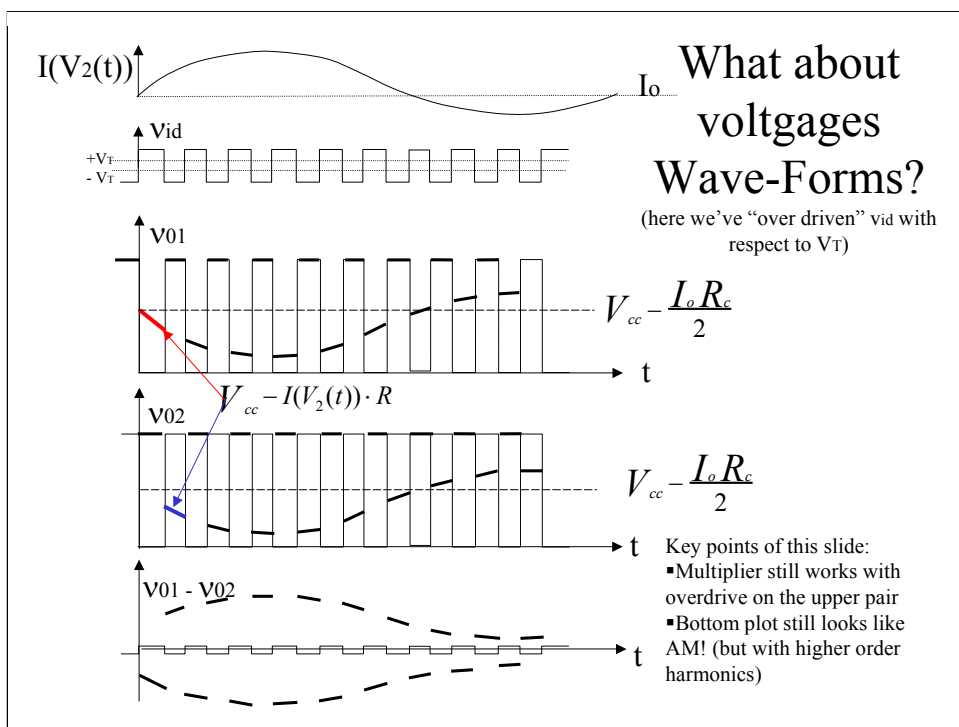 What about
voltgages
Wave-Forms?
(here we've “over driven” vid with
respect to VT)
I(V2(t))
Io
vid
+VT
- VT
v01
Vcc – IoRc / 2
t
Vcc – I(V2(t)) · R
v02
Vcc – IoRc / 2
t
v01 - v02
t
Key points of this slide:
▪Multiplier still works with
overdrive on the upper pair
▪Bottom plot still looks like
AM! (but with higher order
harmonics)